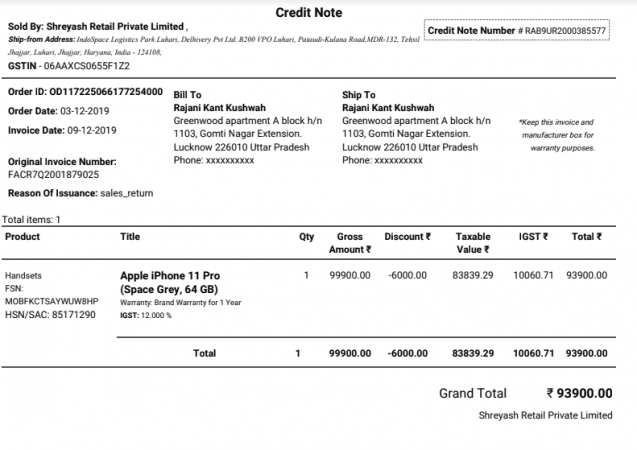 Credit Note
Sold By: Shreyash Retail Private Limited ,
Credit Note Number # RAB9UR2000385577
Ship-from Address: IndoSpace Logistics Park Luhari, Delhivery Pvt Ltd. B200 VPO Luhari, Pataudi-Kulana Road,MDR-132, Tehsil
Jhajjar, Luhari, Jhajjar, Haryana, India - 124108,
GSTIN - 06AAXCS0655F1Z2
Order ID: OD117225066177254000
Order Date: 03-12-2019
Invoice Date: 09-12-2019
Original Invoice Number:
FACR7Q2001879025
Reason Of Issuance: sales_return
Bill To
Rajani Kant Kushwah
Greenwood apartment A block h/n
1103, Gomti Nagar Extension.
Lucknow 226010 Uttar Pradesh
Phone: xxxxxxxxxx
Ship To
Rajani Kant Kushwah
Greenwood apartment A block h/n
1103, Gomti Nagar Extension.
Lucknow 226010 Uttar Pradesh
Phone: xxxxxxxxxx
*Keep this invoice and
manufacturer box for
warranty purposes.
Total items: 1
Product Title Qty Gross Amount ₹ Discount ₹ Taxable Value ₹ IGST ₹ Total ₹
Handsets
FSN:
MOBFKCTSAYWUW8HP
HSN/SAC: 85171290
Apple iPhone 11 Pro 1 99900.00 -6000.00 83839.29 10060.71 93900.00
(Space Grey, 64 GB)
Warranty: Brand Warranty for 1 Year
IGST: 12.000 %
Total 1 99900.00 -6000.00 83839.29 10060.71 93900.00
Grand Total ₹ 93900.00
Shreyash Retail Private Limited